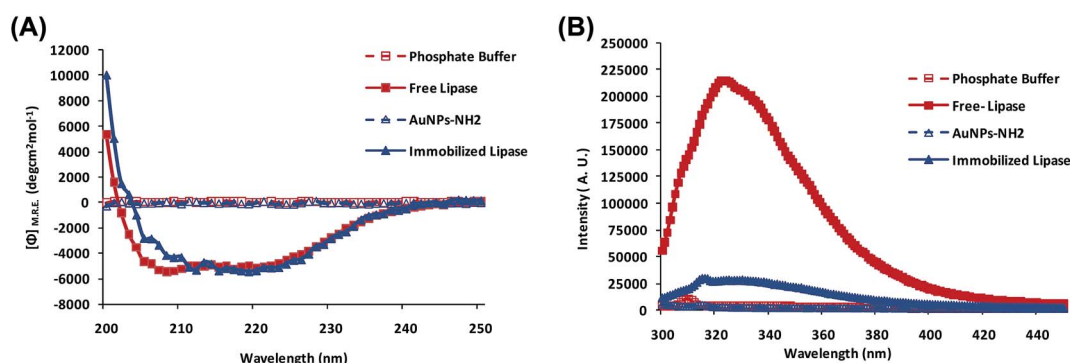 (A)
12000
10000
8000
6000
4000
2000
0
-2000
-4000
-6000
-8000
[Φ] M.R.E. (degcm²mol-¹)
200 210 220 230 240 250
Wavelength (nm)
Phosphate Buffer
Free Lipase
AuNPs-NH2
Immobilized Lipase
(B)
250000
225000
200000
175000
150000
125000
100000
75000
50000
25000
0
Intensity ( A. U.)
300 320 340 360 380 400 420 440
Wavelength (nm)
Phosphate Buffer
Free- Lipase
AuNPs-NH2
Immobilized Lipase